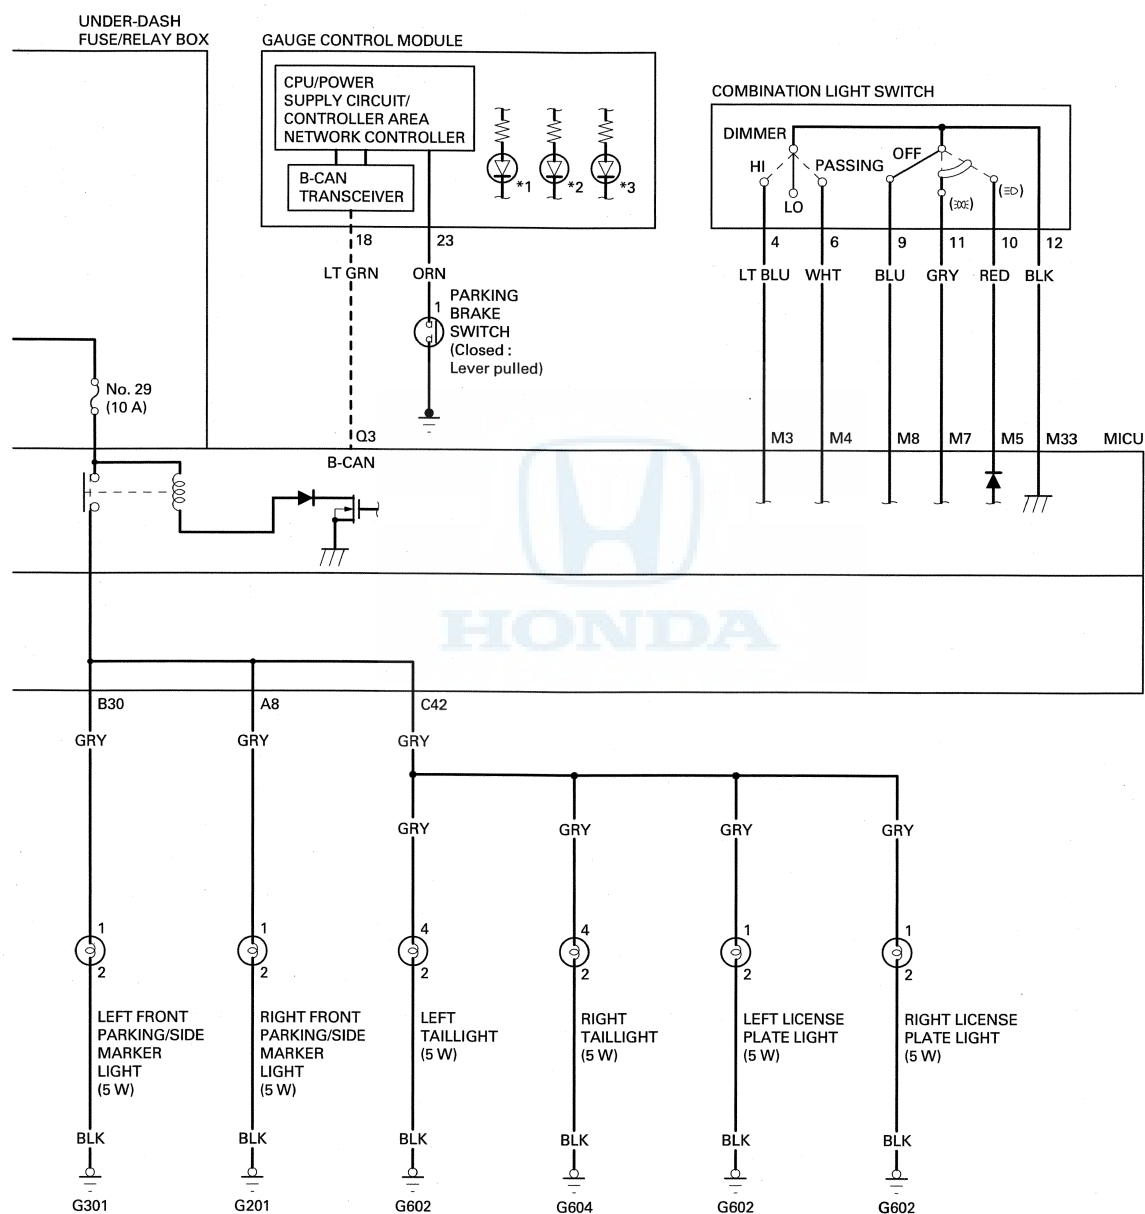 UNDER-DASH
FUSE/RELAY BOX
GAUGE CONTROL MODULE
CPU/POWER
SUPPLY CIRCUIT/
CONTROLLER AREA
NETWORK CONTROLLER
B-CAN
TRANSCEIVER
*1
*2
*3
COMBINATION LIGHT SWITCH
DIMMER
HI
PASSING
LO
OFF
18
23
4
6
9
11
10
12
LT GRN
ORN
LT BLU
WHT
BLU
GRY
RED
BLK
1
PARKING
BRAKE
SWITCH
(Closed :
Lever pulled)
No. 29
(10 A)
Q3
B-CAN
M3
M4
M8
M7
M5
M33
MICU
HONDA
B30
A8
C42
GRY
GRY
GRY
GRY
GRY
GRY
GRY
1
2
1
2
4
2
4
2
1
2
1
2
LEFT FRONT
PARKING/SIDE
MARKER
LIGHT
(5 W)
RIGHT FRONT
PARKING/SIDE
MARKER
LIGHT
(5 W)
LEFT
TAILLIGHT
(5 W)
RIGHT
TAILLIGHT
(5 W)
LEFT LICENSE
PLATE LIGHT
(5 W)
RIGHT LICENSE
PLATE LIGHT
(5 W)
BLK
BLK
BLK
BLK
BLK
BLK
G301
G201
G602
G604
G602
G602